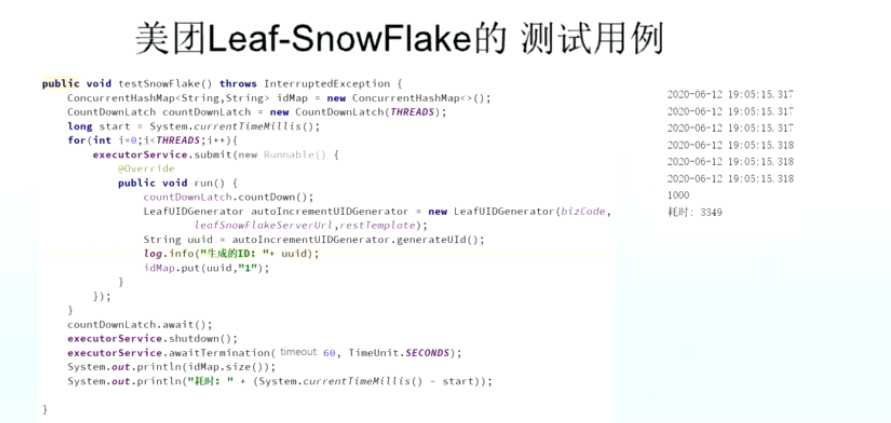 美团Leaf-SnowFlake的 测试用例
public void testSnowFlake() throws InterruptedException {
ConcurrentHashMap<String,String> idMap = new ConcurrentHashMap<>();
CountDownLatch countDownLatch = new CountDownLatch(THREADS);
long start = System.currentTimeMillis();
for(int i=0;i<THREADS;i++){
executorService.submit(new Runnable() {
@Override
public void run() {
countDownLatch.countDown();
LeafUIDGenerator autoIncrementUIDGenerator = new LeafUIDGenerator(bizCode,
leafSnowFlakeServerUrl,restTemplate);
String uuid = autoIncrementUIDGenerator.generateUId();
log.info("生成的ID: "+ uuid);
idMap.put(uuid,"1");
}
});
}
countDownLatch.await();
executorService.shutdown();
executorService.awaitTermination( timeout: 60, TimeUnit.SECONDS);
System.out.println(idMap.size());
System.out.println("耗时: " + (System.currentTimeMillis() - start));
}
2020-06-12 19:05:15.317
2020-06-12 19:05:15.317
2020-06-12 19:05:15.317
2020-06-12 19:05:15.318
2020-06-12 19:05:15.318
2020-06-12 19:05:15.318
1000
耗时: 3349